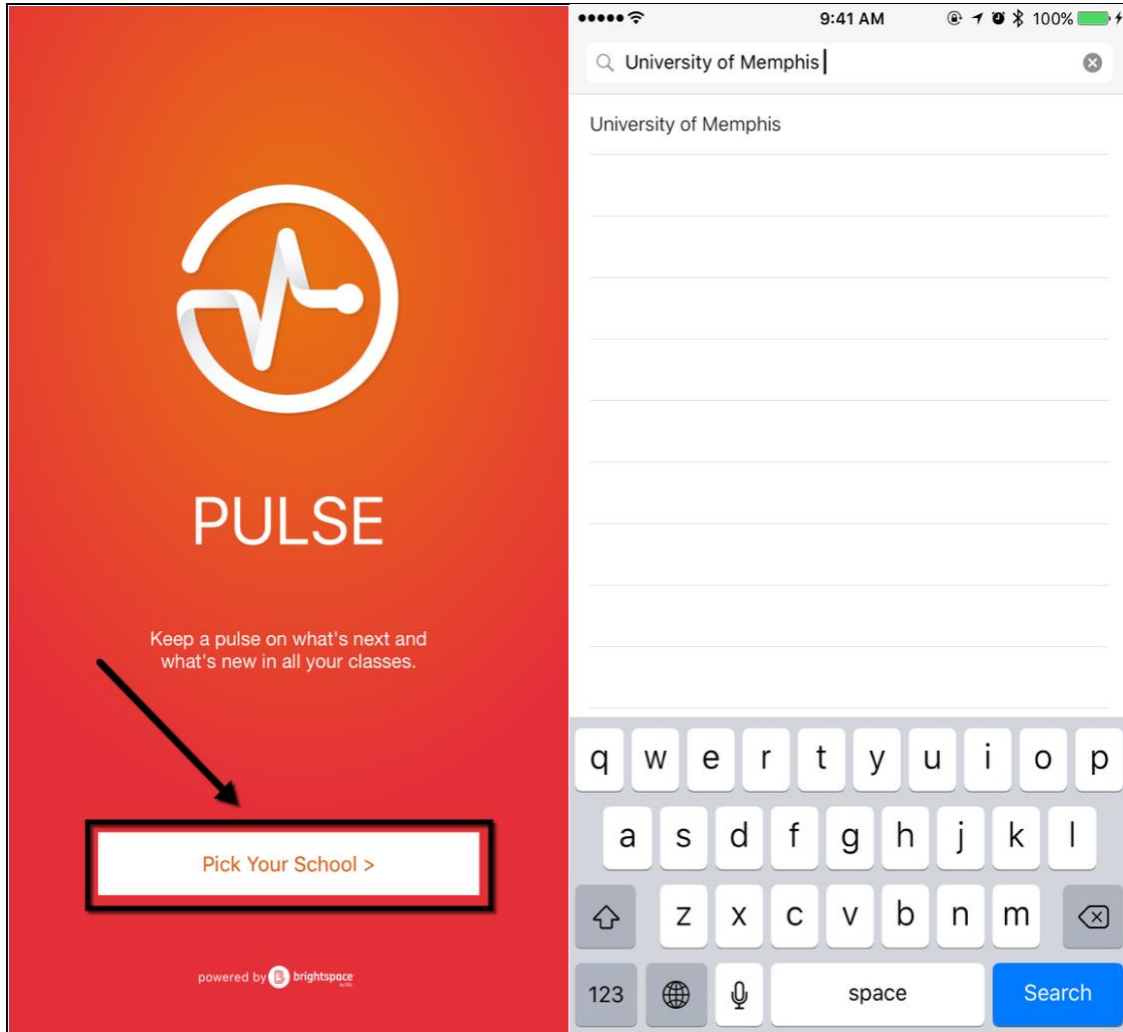 PULSE
Keep a pulse on what's next and
what's new in all your classes.
Pick Your School >
powered by brightspace
9:41 AM 100%
University of Memphis
University of Memphis
q w e r t y u i o p
a s d f g h j k l
z x c v b n m
123 space Search